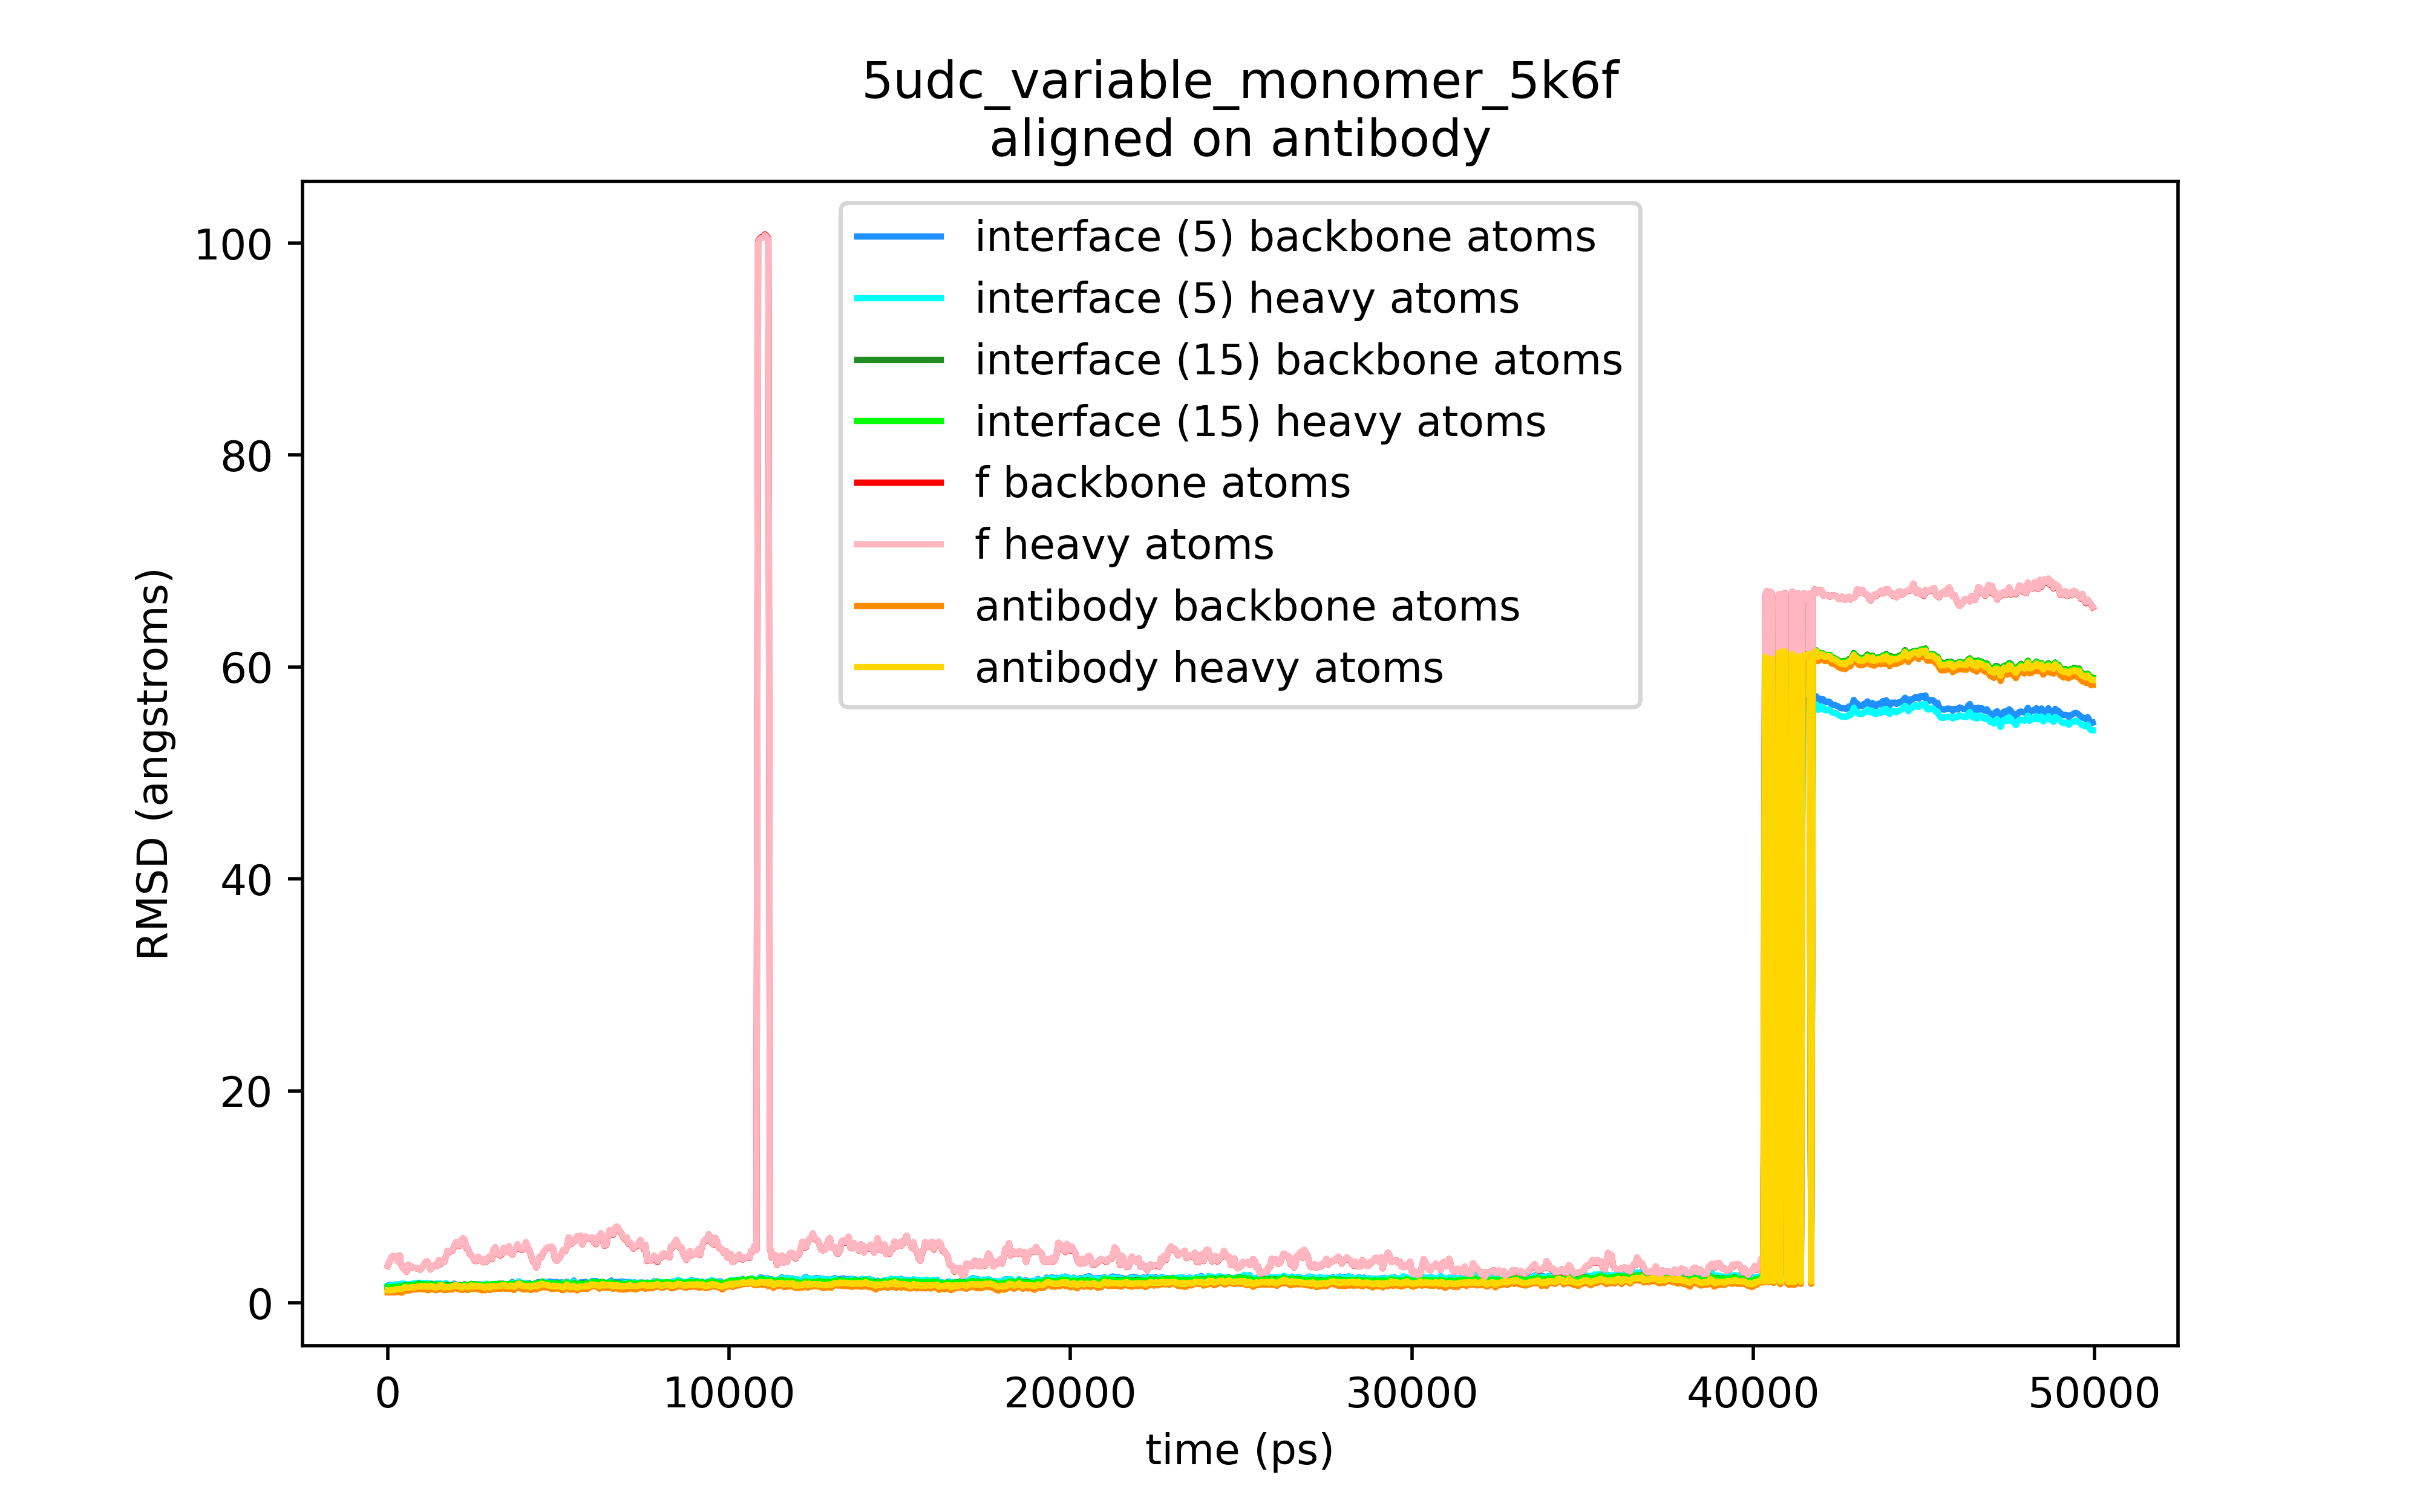 5udc_variable_monomer_5k6f
aligned on antibody
interface (5) backbone atoms
interface (5) heavy atoms
interface (15) backbone atoms
interface (15) heavy atoms
f backbone atoms
f heavy atoms
antibody backbone atoms
antibody heavy atoms
RMSD (angstroms)
100
80
60
40
20
0
0 10000 20000 30000 40000 50000
time (ps)